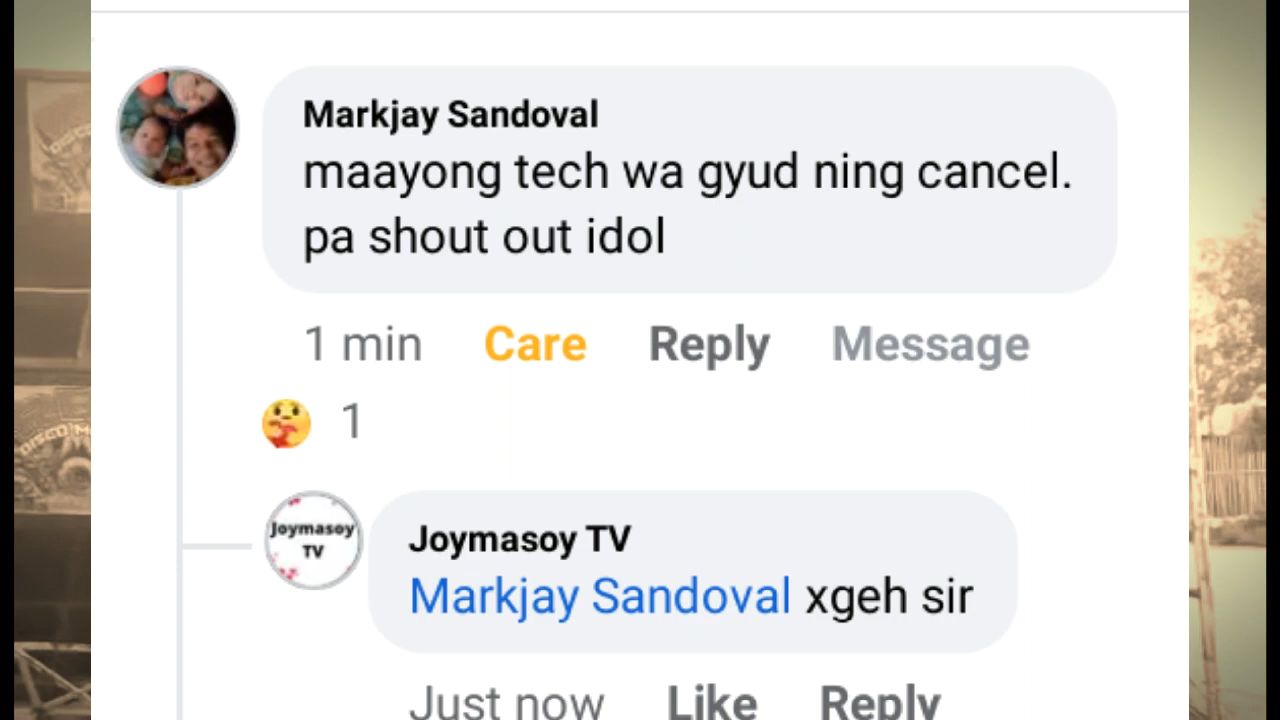 Markjay Sandoval
maayong tech wa gyud ning cancel.
pa shout out idol
1 min Care Reply Message
1
Joymasoy TV
Joymasoy
TV
Markjay Sandoval xgeh sir
Just now Like Reply